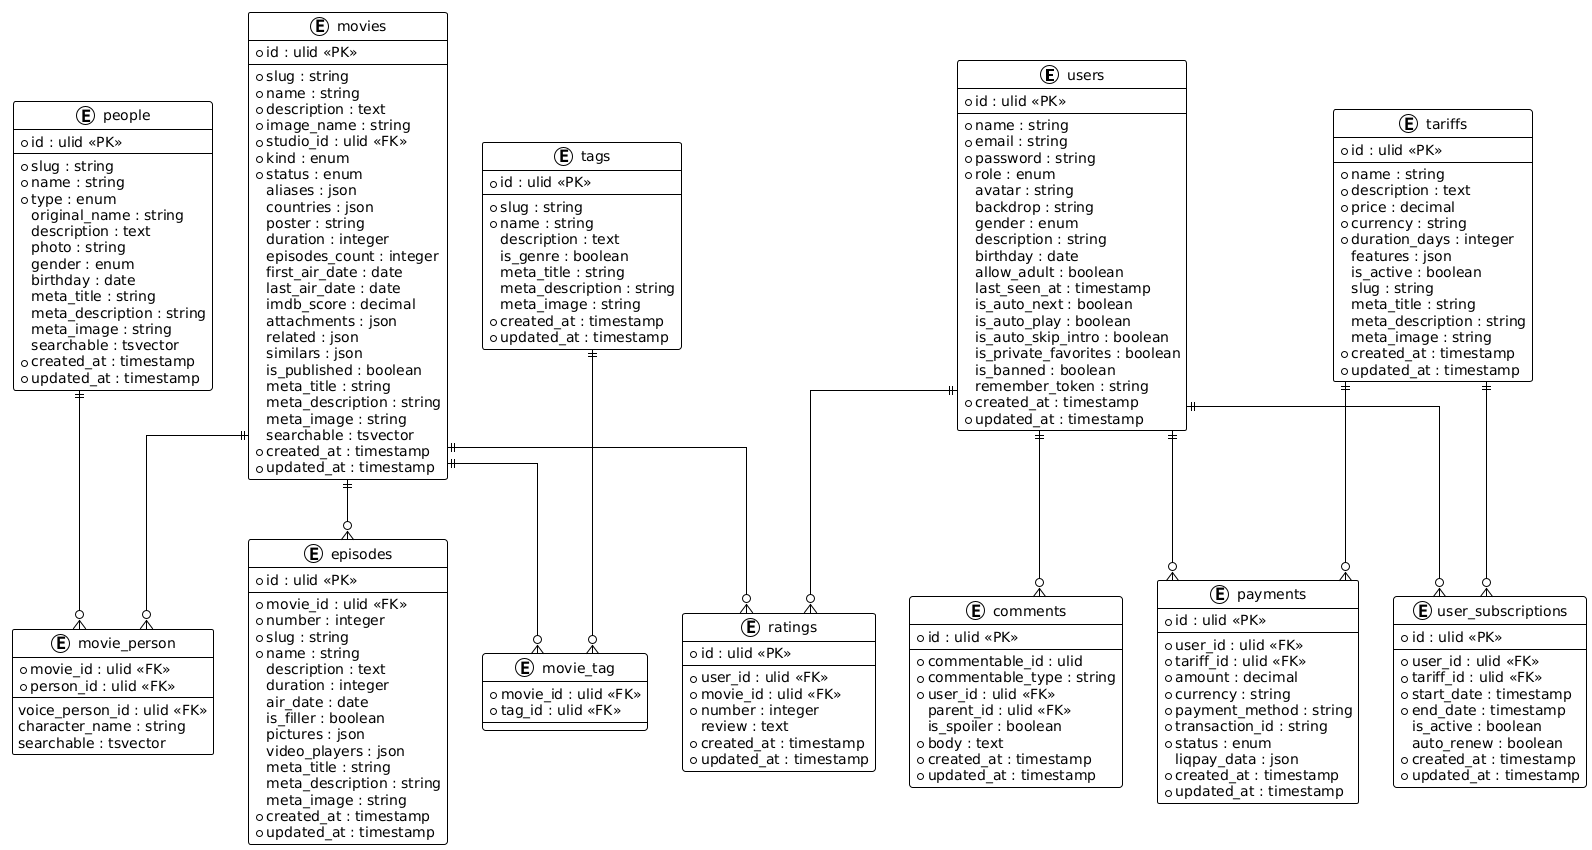 E movies
id : ulid «PK»
slug : string
name : string
description : text
image_name : string
studio_id : ulid «FK»
kind : enum
status : enum
aliases : json
countries : json
poster : string
duration : integer
episodes_count : integer
first_air_date : date
last_air_date : date
imdb_score : decimal
attachments : json
related : json
similars : json
is_published : boolean
meta_title : string
meta_description : string
meta_image : string
searchable : tsvector
created_at : timestamp
updated_at : timestamp
E users
id : ulid «PK»
name : string
email : string
password : string
role : enum
avatar : string
backdrop : string
gender : enum
description : string
birthday : date
allow_adult : boolean
last_seen_at : timestamp
is_auto_next : boolean
is_auto_play : boolean
is_auto_skip_intro : boolean
is_private_favorites : boolean
is_banned : boolean
remember_token : string
created_at : timestamp
updated_at : timestamp
E people
id : ulid «PK»
slug : string
name : string
type : enum
original_name : string
description : text
photo : string
gender : enum
birthday : date
meta_title : string
meta_description : string
meta_image : string
searchable : tsvector
created_at : timestamp
updated_at : timestamp
E tariffs
id : ulid «PK»
name : string
description : text
price : decimal
currency : string
duration_days : integer
features : json
is_active : boolean
slug : string
meta_title : string
meta_description : string
meta_image : string
created_at : timestamp
updated_at : timestamp
E tags
id : ulid «PK»
slug : string
name : string
description : text
is_genre : boolean
meta_title : string
meta_description : string
meta_image : string
created_at : timestamp
updated_at : timestamp
E episodes
id : ulid «PK»
movie_id : ulid «FK»
number : integer
slug : string
name : string
description : text
duration : integer
air_date : date
is_filler : boolean
pictures : json
video_players : json
meta_title : string
meta_description : string
meta_image : string
created_at : timestamp
updated_at : timestamp
E movie_person
movie_id : ulid «FK»
person_id : ulid «FK»
voice_person_id : ulid «FK»
character_name : string
searchable : tsvector
E movie_tag
movie_id : ulid «FK»
tag_id : ulid «FK»
E ratings
id : ulid «PK»
user_id : ulid «FK»
movie_id : ulid «FK»
number : integer
review : text
created_at : timestamp
updated_at : timestamp
E comments
id : ulid «PK»
commentable_id : ulid
commentable_type : string
user_id : ulid «FK»
parent_id : ulid «FK»
is_spoiler : boolean
body : text
created_at : timestamp
updated_at : timestamp
E payments
id : ulid «PK»
user_id : ulid «FK»
tariff_id : ulid «FK»
amount : decimal
currency : string
payment_method : string
transaction_id : string
status : enum
liqpay_data : json
created_at : timestamp
updated_at : timestamp
E user_subscriptions
id : ulid «PK»
user_id : ulid «FK»
tariff_id : ulid «FK»
start_date : timestamp
end_date : timestamp
is_active : boolean
auto_renew : boolean
created_at : timestamp
updated_at : timestamp